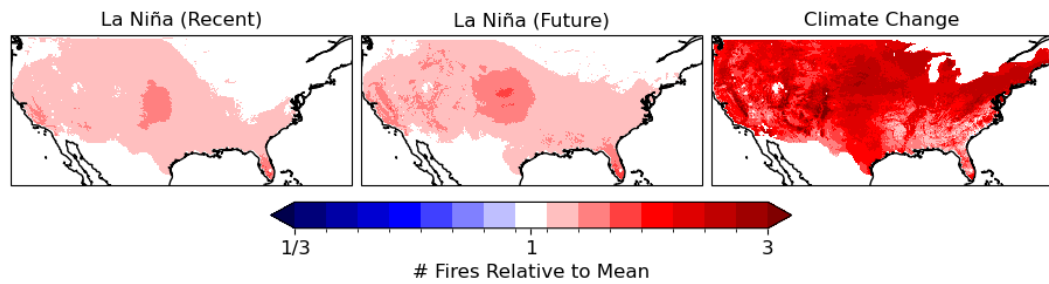 La Niña (Recent)
La Niña (Future)
Climate Change
1/3
1
3
# Fires Relative to Mean